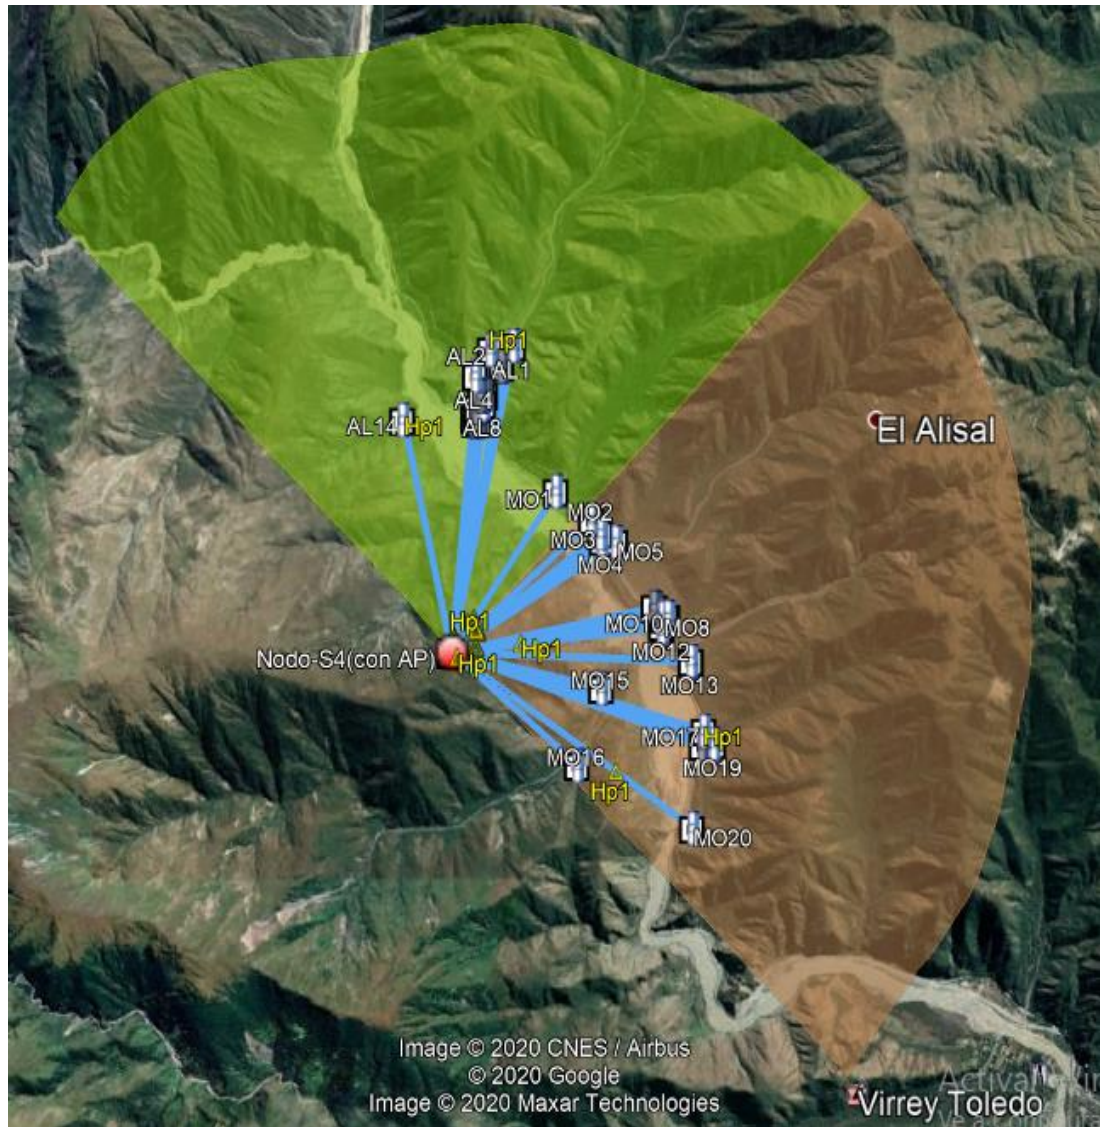 Hp1
AL2
AL1
AL4
AL14 Hp1
AL8
El Alisal
MO1
MO2
MO3
MO5
MO4
Hp1
MO10
MO8
Hp1
MO12
Nodo-S4(con AP)
Hp1
MO15
MO13
MO17
Hp1
MO16
MO19
Hp1
MO20
Image © 2020 CNES / Airbus
© 2020 Google
Image © 2020 Maxar Technologies
Virrey Toledo